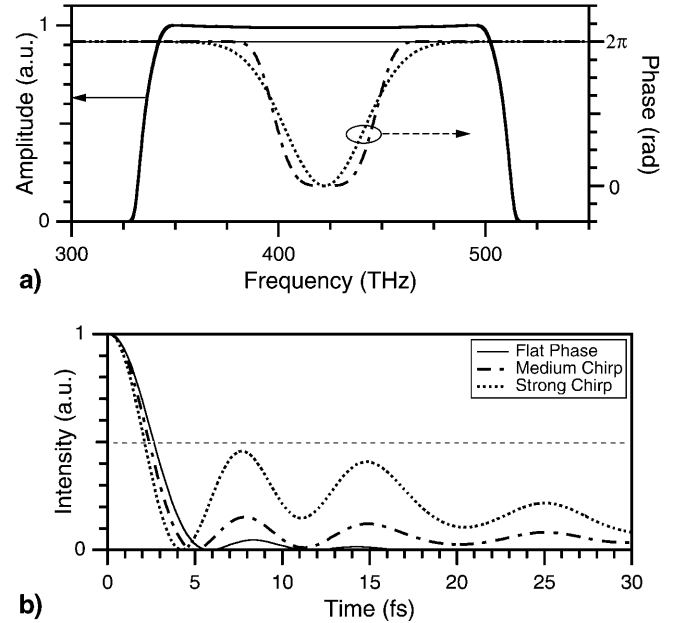 1
0
Amplitude (a.u.)
2π
0
Phase (rad)
300
400
500
Frequency (THz)
a)
1
0
Intensity (a.u.)
Flat Phase
Medium Chirp
Strong Chirp
0
5
10
15
20
25
30
Time (fs)
b)